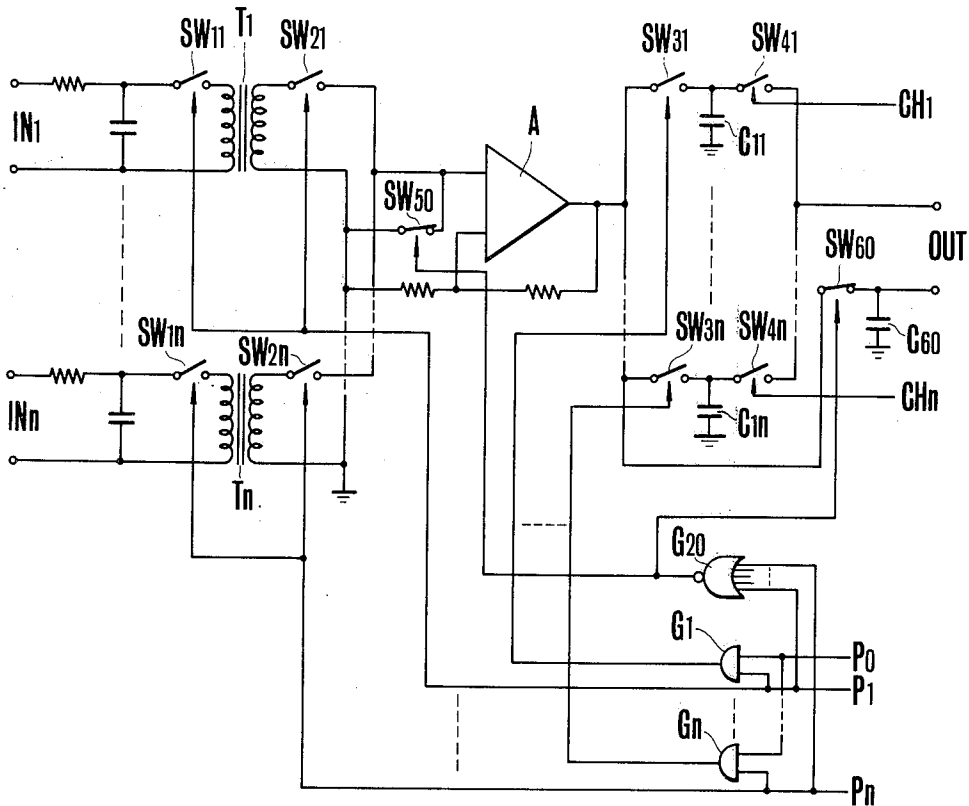 T1
SW11
SW21
SW31
SW41
IN1
A
CH1
C11
SW50
OUT
SW60
SW1n
SW2n
SW3n
SW4n
C60
INn
CHn
C1n
Tn
G20
G1
P0
P1
Gn
Pn